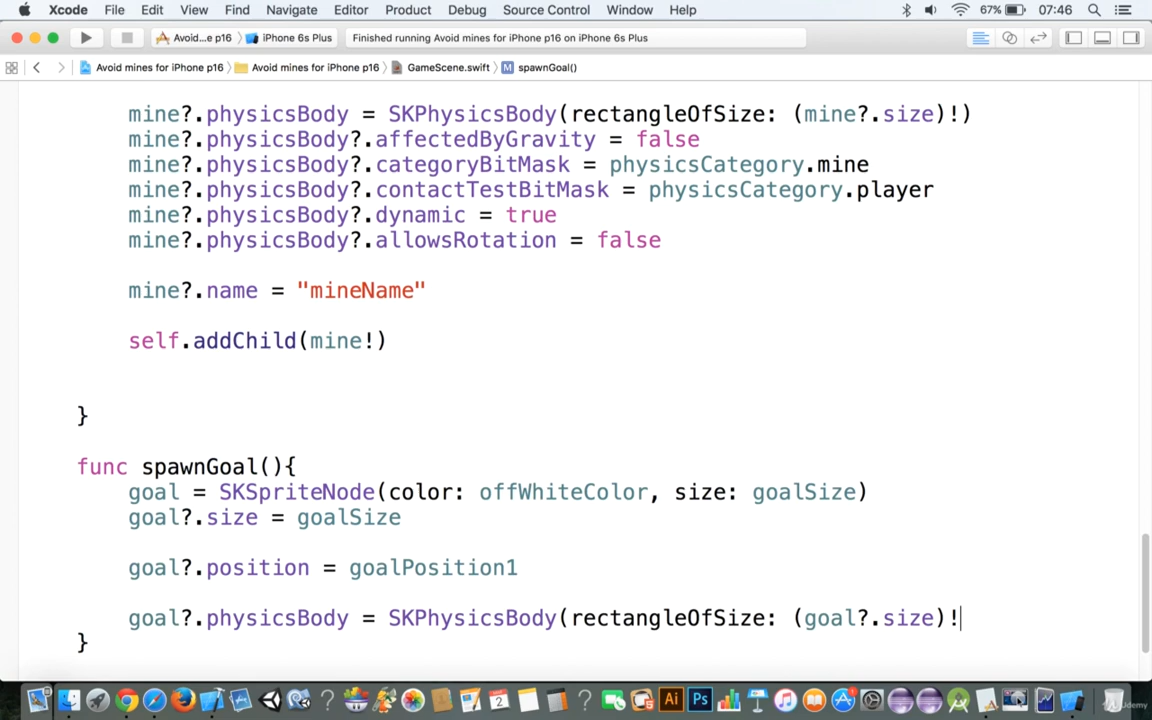 Xcode File Edit View Find Navigate Editor Product Debug Source Control Window Help 67% 07:46
Avoid...e p16 iPhone 6s Plus Finished running Avoid mines for iPhone p16 on iPhone 6s Plus
Avoid mines for iPhone p16 Avoid mines for iPhone p16 GameScene.swift M spawnGoal()
mine?.physicsBody = SKPhysicsBody(rectangleOfSize: (mine?.size)!)
mine?.physicsBody?.affectedByGravity = false
mine?.physicsBody?.categoryBitMask = physicsCategory.mine
mine?.physicsBody?.contactTestBitMask = physicsCategory.player
mine?.physicsBody?.dynamic = true
mine?.physicsBody?.allowsRotation = false
mine?.name = "mineName"
self.addChild(mine!)
}
func spawnGoal(){
goal = SKSpriteNode(color: offWhiteColor, size: goalSize)
goal?.size = goalSize
goal?.position = goalPosition1
goal?.physicsBody = SKPhysicsBody(rectangleOfSize: (goal?.size)!
}
? 2 ? Ai Ps Udemy